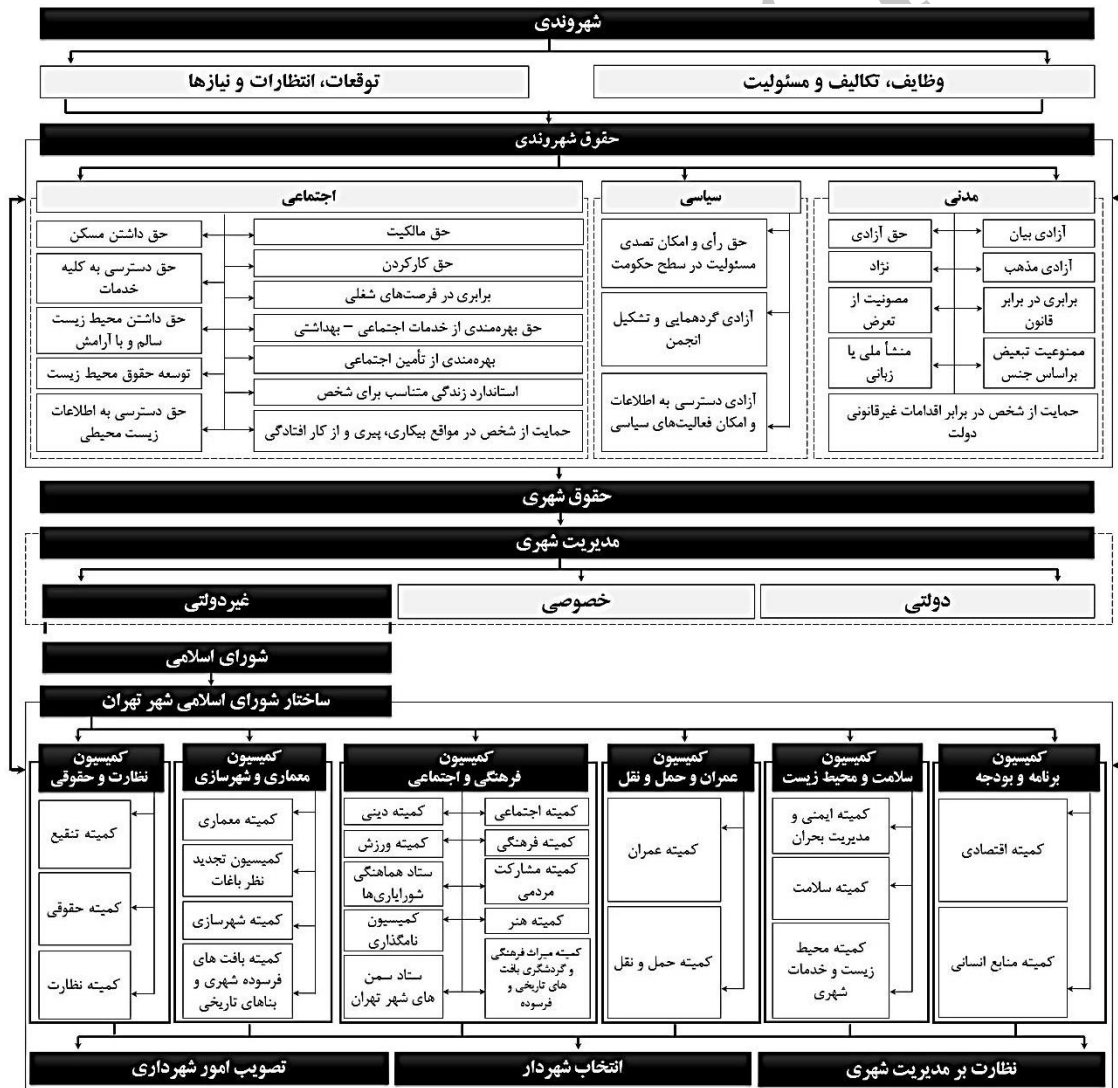 شهروندی
وظایف، تکالیف و مسئولیت
توقعات، انتظارات و نیازها
حقوق شهروندی
مدنی
آزادی بیان
حق آزادی
آزادی مذهب
نژاد
برابری در برابر
قانون
مصونیت از
تعرض
ممنوعیت تبعیض
براساس جنس
منشأ ملی یا
زبانی
حمایت از شخص در برابر اقدامات غیرقانونی
دولت
سیاسی
حق رأی و امکان تصدی
مسئولیت در سطح حکومت
آزادی گردهمایی و تشکیل
انجمن
آزادی دسترسی به اطلاعات
و امکان فعالیت‌های سیاسی
اجتماعی
حق مالکیت
حق کارکردن
برابری در فرصت‌های شغلی
حق بهره‌مندی از خدمات اجتماعی – بهداشتی
بهره‌مندی از تأمین اجتماعی
استاندارد زندگی متناسب برای شخص
حمایت از شخص در مواقع بیکاری، پیری و از کار افتادگی
حق داشتن مسکن
حق دسترسی به کلیه
خدمات
حق داشتن محیط زیست
سالم و با آرامش
توسعه حقوق محیط زیست
حق دسترسی به اطلاعات
زیست محیطی
حقوق شهری
مدیریت شهری
دولتی
خصوصی
غیردولتی
شورای اسلامی
ساختار شورای اسلامی شهر تهران
کمیسیون
برنامه و بودجه
کمیته اقتصادی
کمیته منابع انسانی
کمیسیون
سلامت و محیط زیست
کمیته ایمنی و
مدیریت بحران
کمیته سلامت
کمیته محیط
زیست و خدمات
شهری
کمیسیون
عمران و حمل و نقل
کمیته عمران
کمیته حمل و نقل
کمیسیون
فرهنگی و اجتماعی
کمیته اجتماعی
کمیته دینی
کمیته فرهنگی
کمیته ورزش
کمیته مشارکت
مردمی
ستاد هماهنگی
شورایاری‌ها
کمیته هنر
کمیسیون
نامگذاری
کمیته میراث فرهنگی
و گردشگری بافت
های تاریخی و
فرسوده
ستاد سمن
های شهر تهران
کمیسیون
معماری و شهرسازی
کمیته معماری
کمیسیون تجدید
نظر باغات
کمیته شهرسازی
کمیته بافت های
فرسوده شهری و
بناهای تاریخی
کمیسیون
نظارت و حقوقی
کمیته تنقیع
کمیته حقوقی
کمیته نظارت
نظارت بر مدیریت شهری
انتخاب شهردار
تصویب امور شهرداری